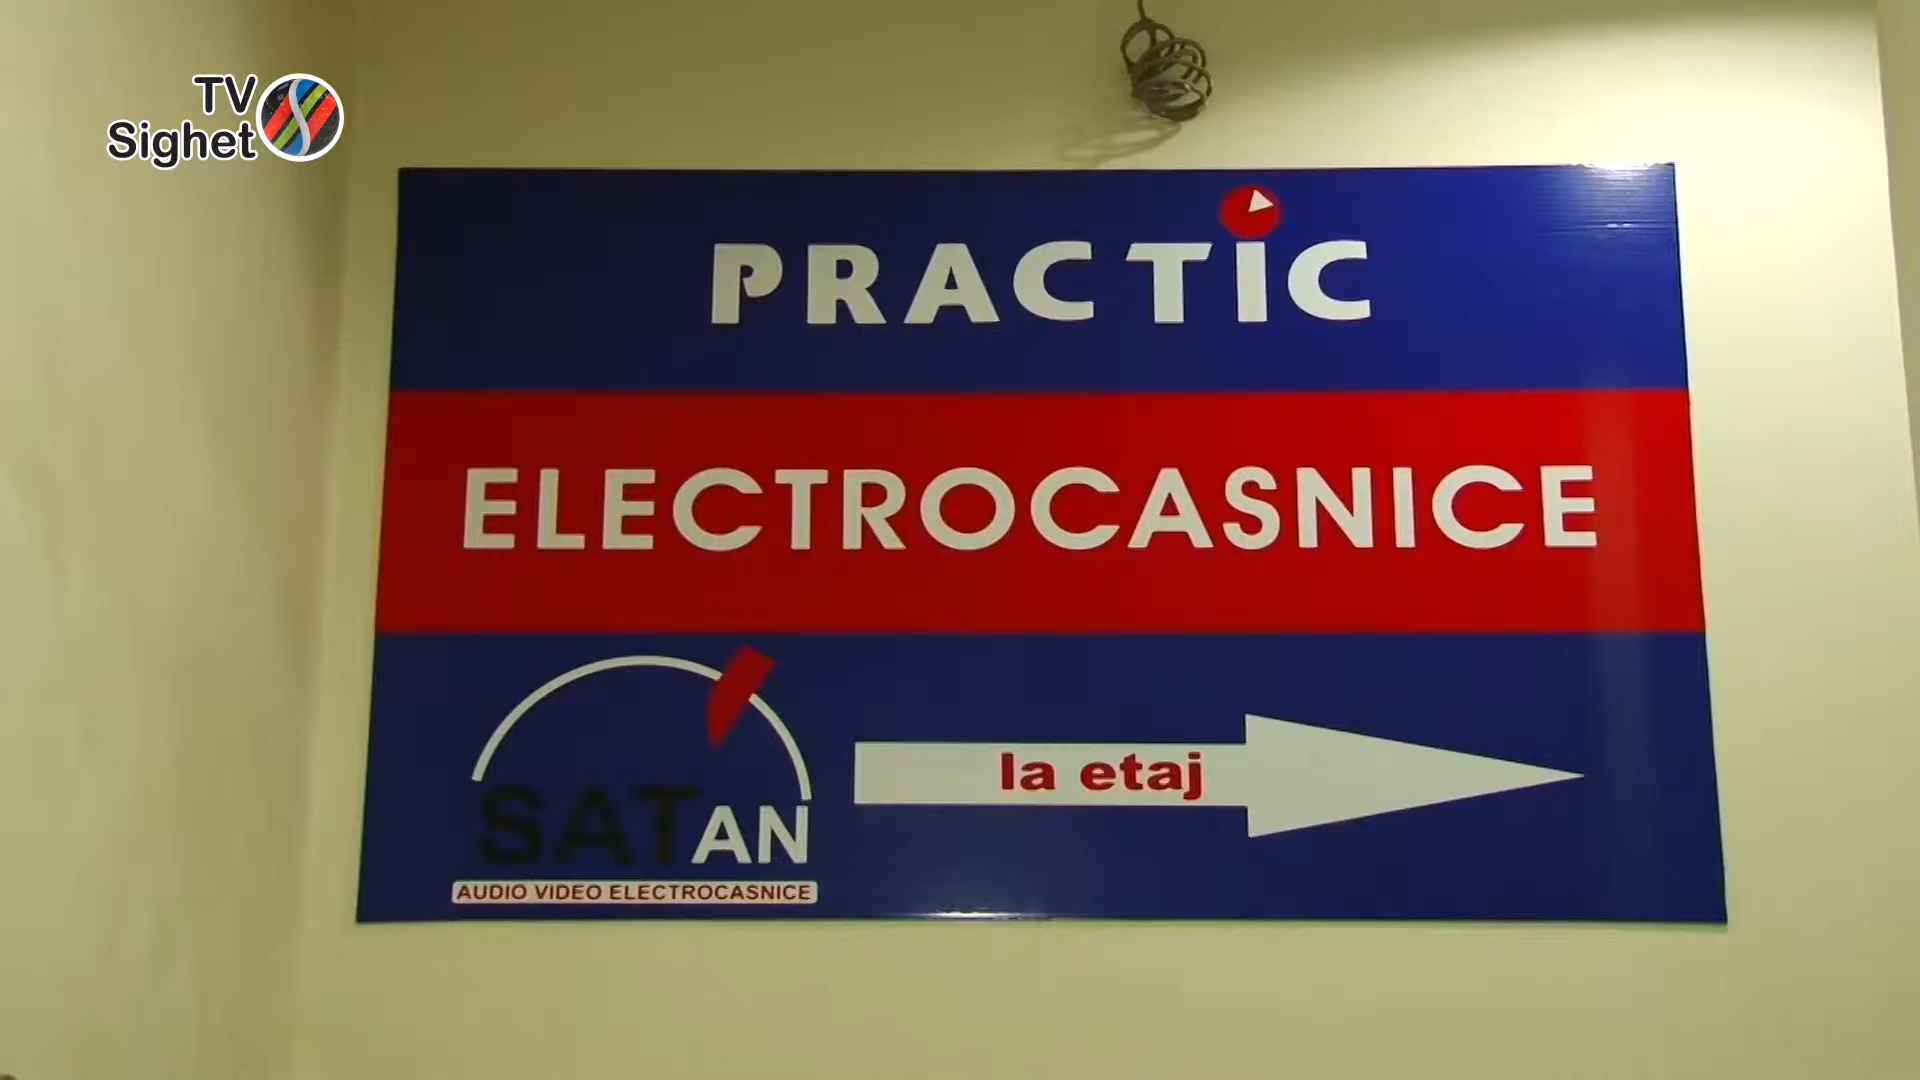 TV
Sighet
PRACTIC
ELECTROCASNICE
SATAN
AUDIO VIDEO ELECTROCASNICE
la etaj